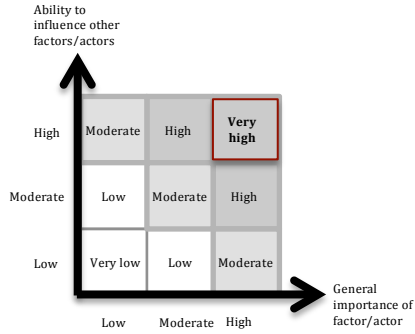 Ability to
influence other
factors/actors
High
Moderate
High
Very
high
Moderate
Low
Moderate
High
Low
Very low
Low
Moderate
General
importance of
factor/actor
Low
Moderate
High